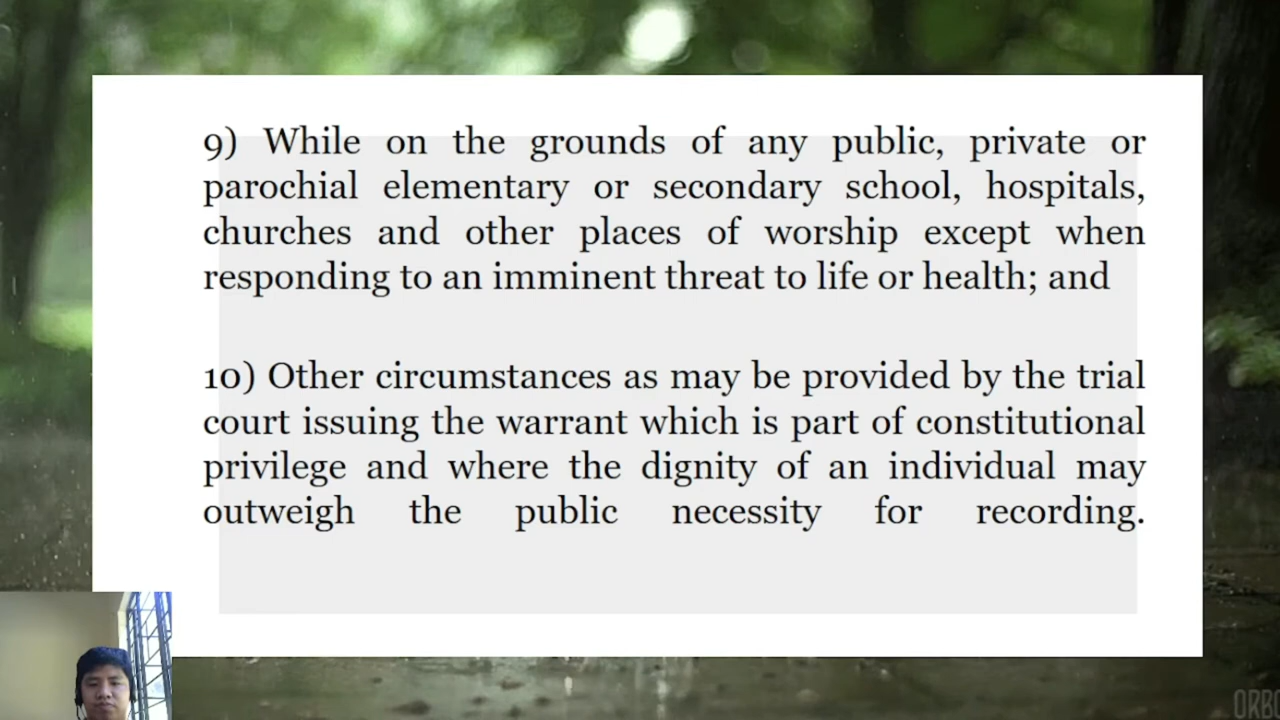 9) While on the grounds of any public, private or
parochial elementary or secondary school, hospitals,
churches and other places of worship except when
responding to an imminent threat to life or health; and
10) Other circumstances as may be provided by the trial
court issuing the warrant which is part of constitutional
privilege and where the dignity of an individual may
outweigh the public necessity for recording.